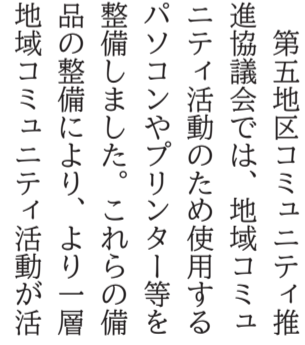 第五地区コミュニティ推
進協議会では、地域コミュ
ニティ活動のため使用する
パソコンやプリンター等を
整備しました。これらの備
品の整備により、より一層
地域コミュニティ活動が活